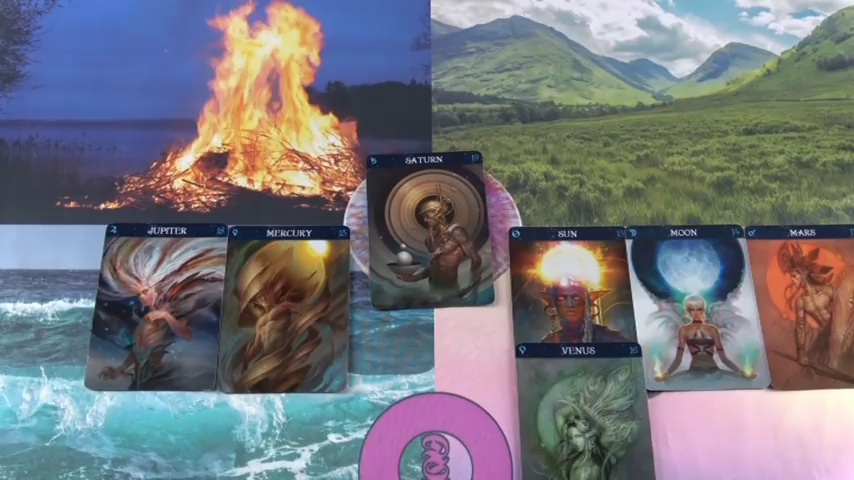 SATURN
JUPITER
MERCURY
SUN
MOON
MARS
VENUS